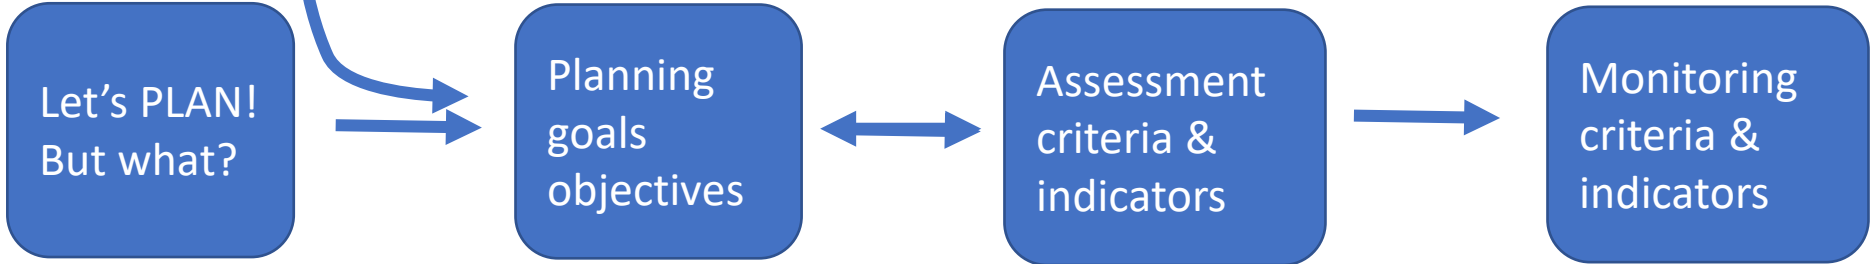 Let’s PLAN!
But what?
Planning
goals
objectives
Assessment
criteria &
indicators
Monitoring
criteria &
indicators